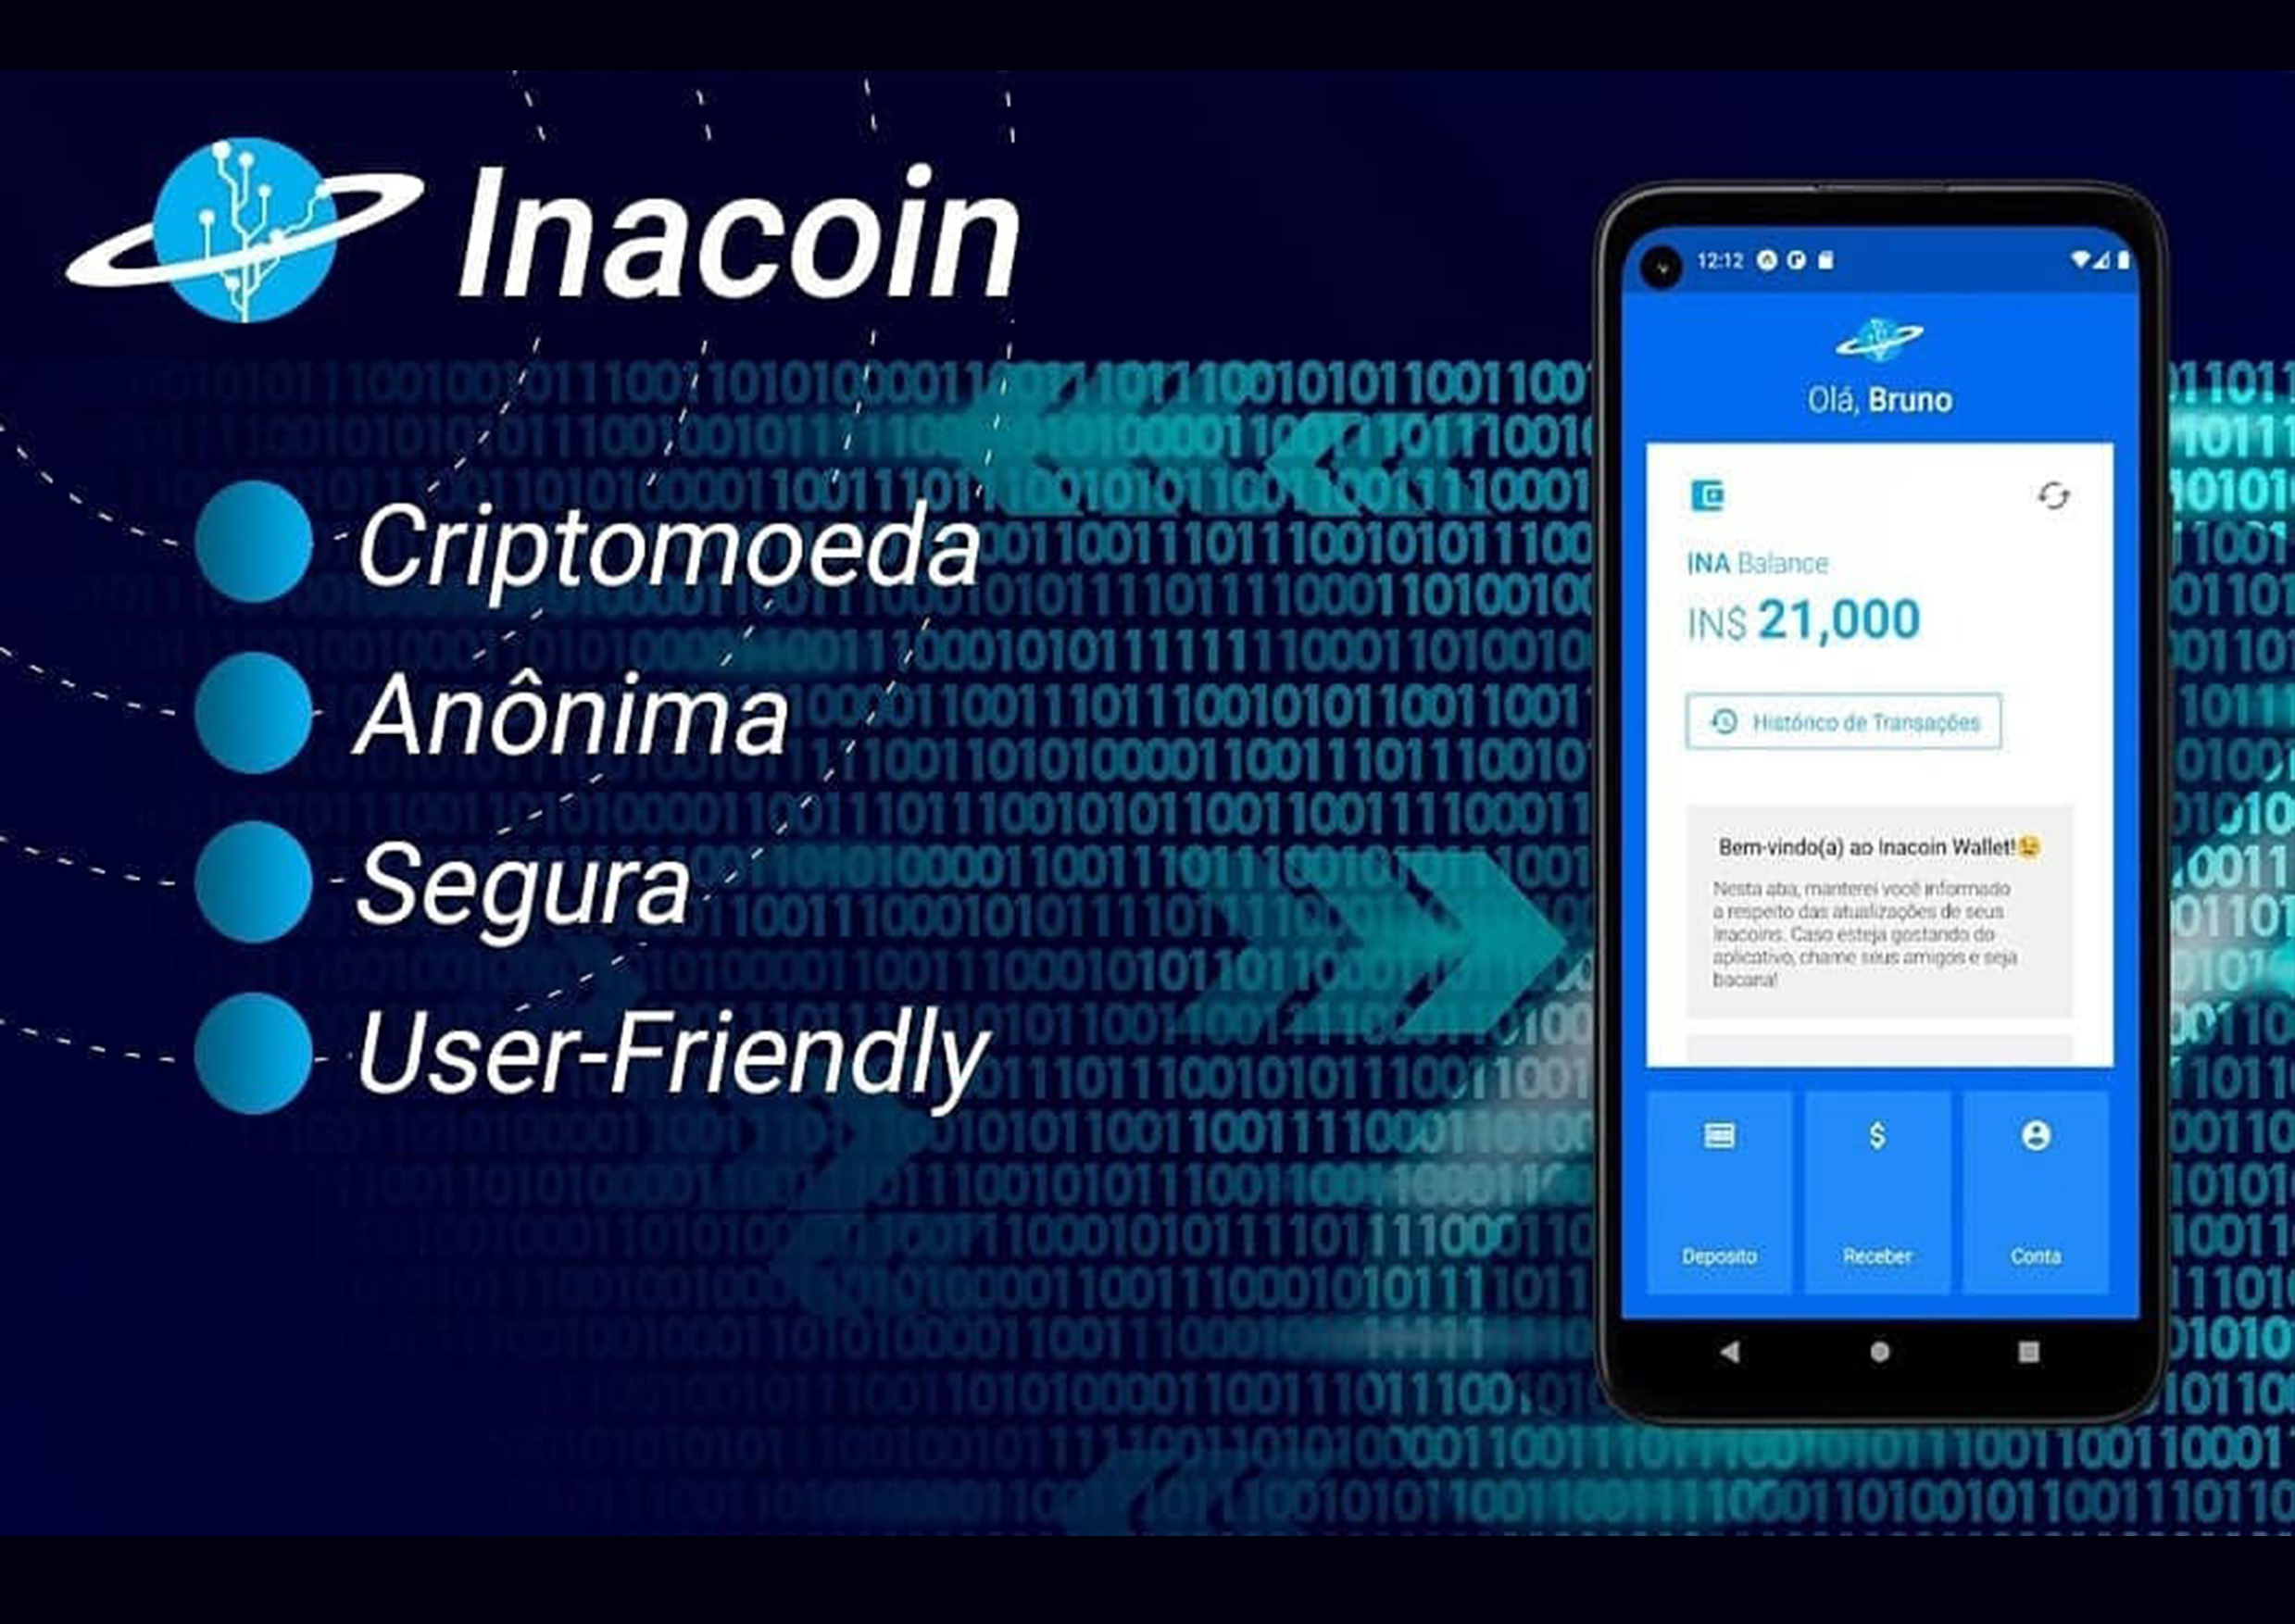 Inacoin
Criptomoeda
Anônima
Segura
User-Friendly
12:12
Olá, Bruno
INA Balance
IN$ 21,000
Histórico de Transações
Bem-vindo(a) ao Inacoin Wallet!😉
Nesta aba, manterei você informado
a respeito das atualizações de seus
Inacoins. Caso esteja gostando do
aplicativo, chame seus amigos e seja
bacana!
Deposito
Receber
Conta